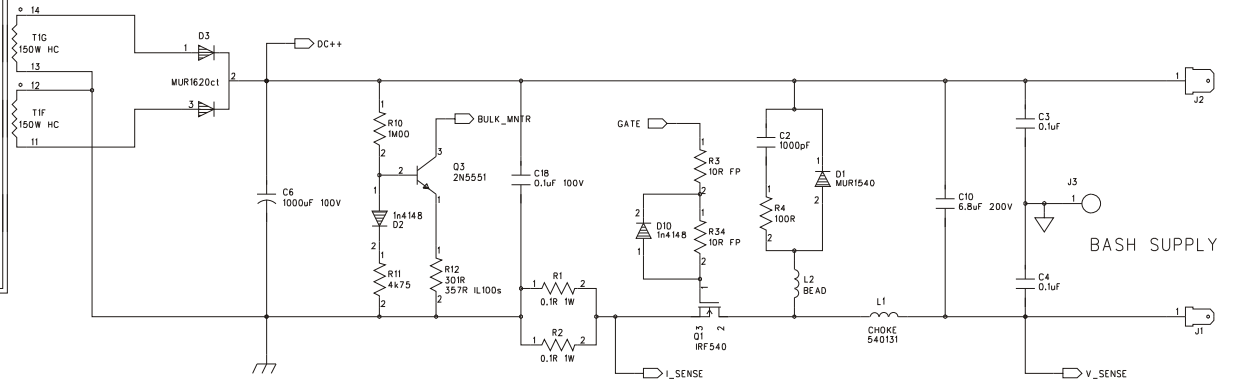 14
T1G
150W HC
13
12
T1F
150W HC
11
D3
1
MUR1620ct
2
3
DC++
C6
1000uF 100V
1
R10
1M00
2
BULK_MNTR
3
2
Q3
2N5551
1
1
1n4148
D2
2
1
R11
4k75
2
1
R12
301R
357R IL100s
2
C18
0.1uF 100V
1
R1
2
0.1R 1W
1
R2
2
0.1R 1W
I_SENSE
GATE
1
R3
10R FP
2
2
D10
1n4148
1
1
R34
10R FP
2
1
3
2
Q1
IRF540
C2
1000pF
1
R4
100R
2
1
D1
MUR1540
2
L2
BEAD
L1
CHOKE
540131
C10
6.8uF 200V
C3
0.1uF
J3
1
C4
0.1uF
BASH SUPPLY
1
J2
1
J1
V_SENSE